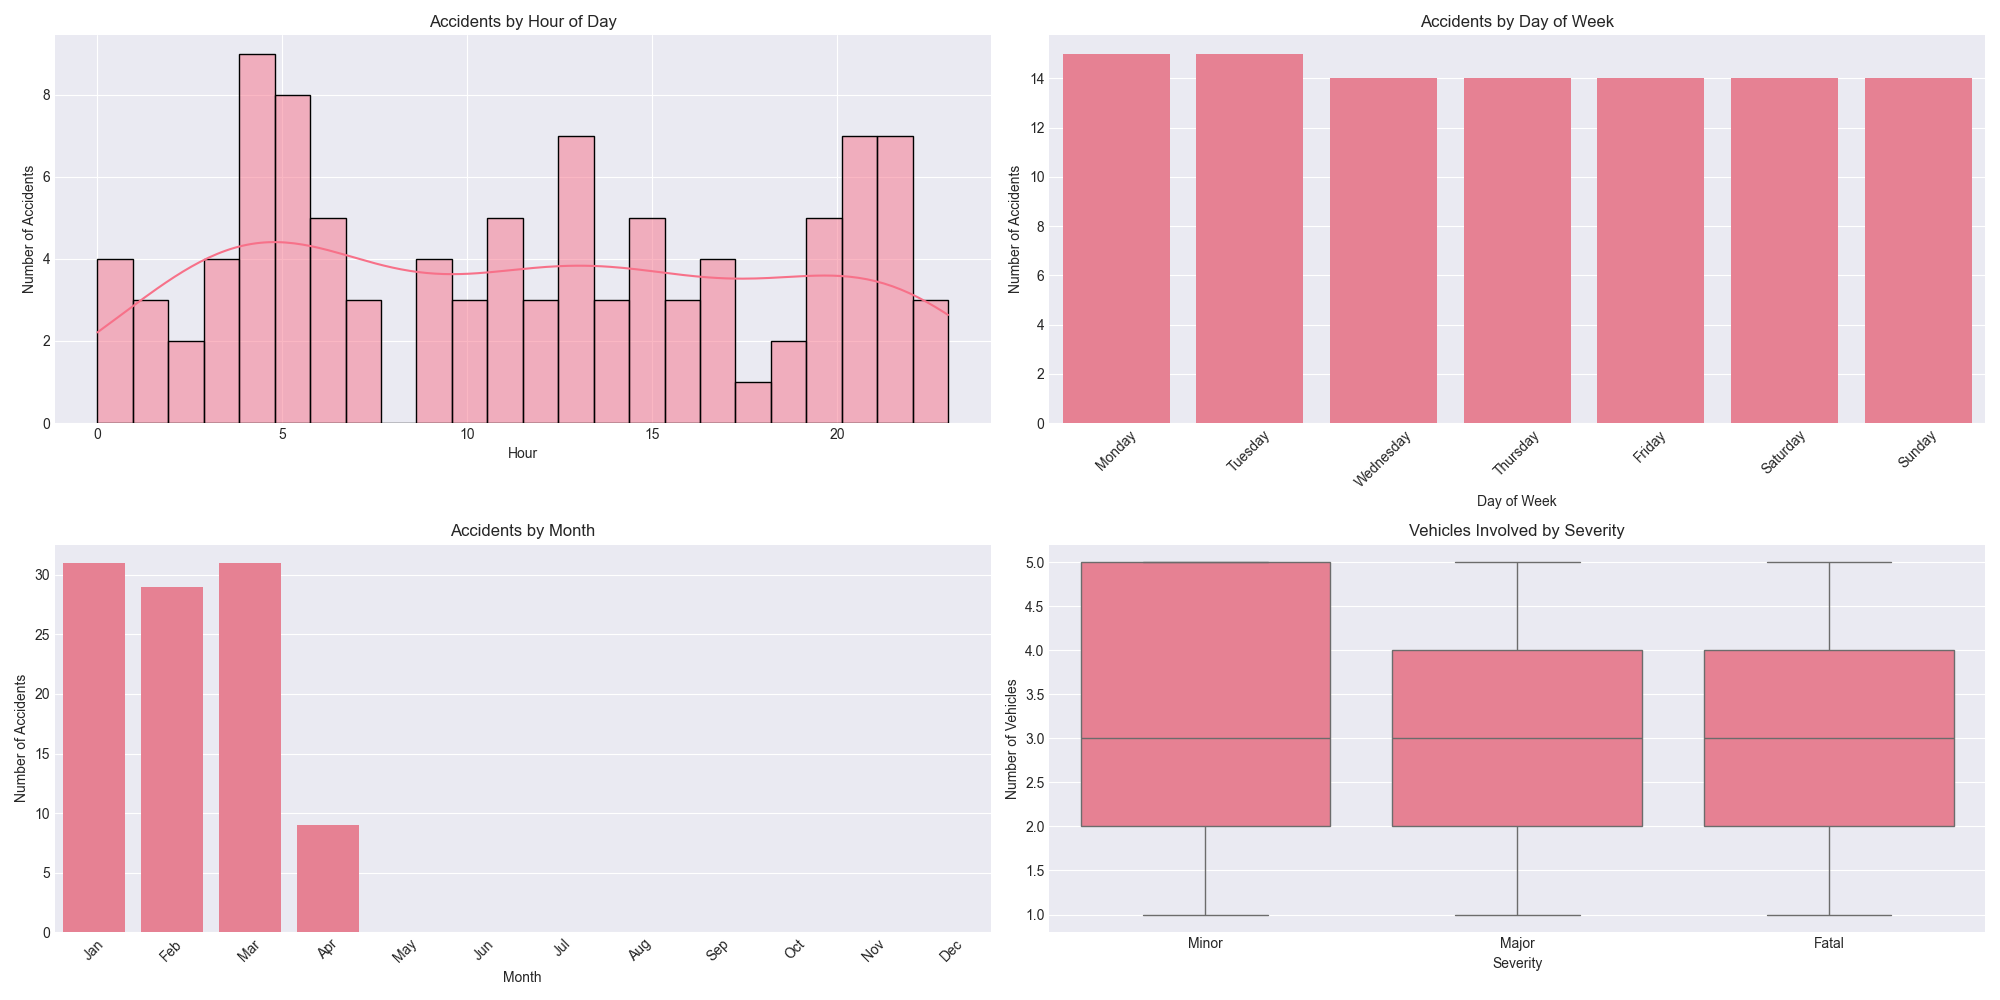 Accidents by Hour of Day
Number of Accidents
8
6
4
2
0
0 5 10 15 20
Hour
Accidents by Day of Week
Number of Accidents
14
12
10
8
6
4
2
0
Monday Tuesday Wednesday Thursday Friday Saturday Sunday
Day of Week
Accidents by Month
Number of Accidents
30
25
20
15
10
5
0
Jan Feb Mar Apr May Jun Jul Aug Sep Oct Nov Dec
Month
Vehicles Involved by Severity
Number of Vehicles
5.0
4.5
4.0
3.5
3.0
2.5
2.0
1.5
1.0
Minor Major Fatal
Severity